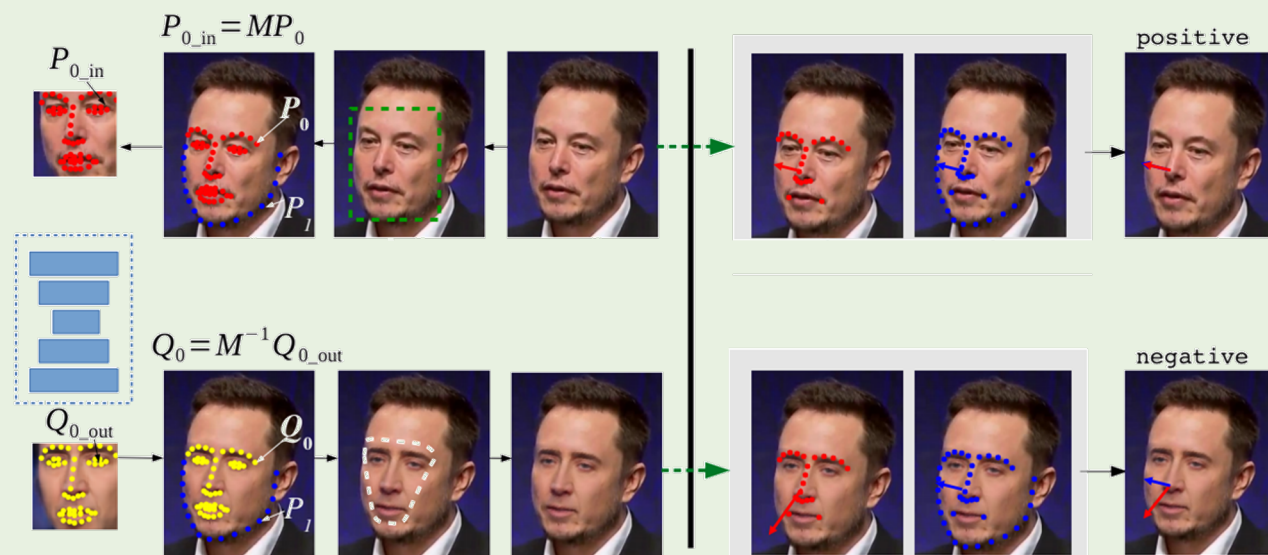 P0_in = MP0
positive
P0_in
P0
P1
Q0 = M−1Q0_out
negative
Q0_out
Q0
P1